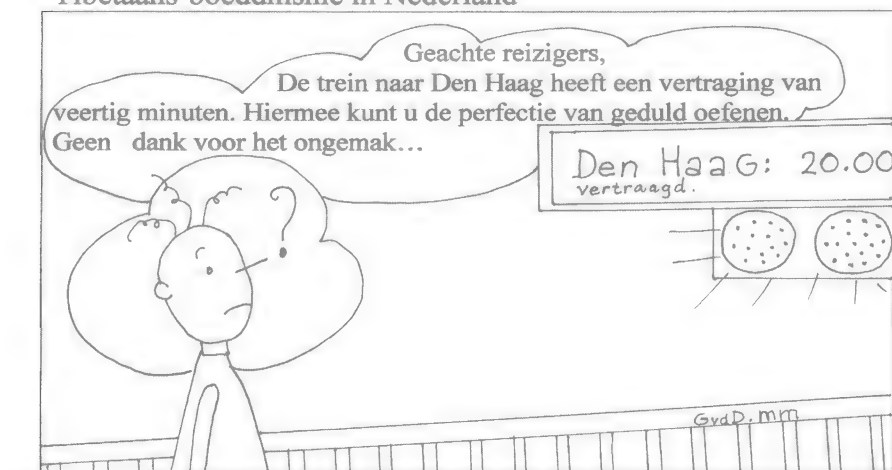 Tibetaans boeddhisme in Nederland
Geachte reizigers,
De trein naar Den Haag heeft een vertraging van
veertig minuten. Hiermee kunt u de perfectie van geduld oefenen.
Geen dank voor het ongemak...
Den Haag: 20.00
vertraagd.
?
GvdD.mm